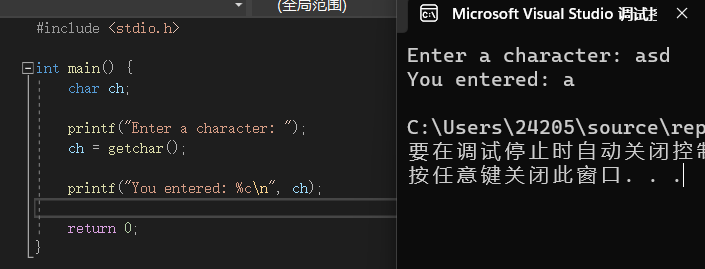 (全局范围)
#include <stdio.h>
int main() {
char ch;
printf("Enter a character: ");
ch = getchar();
printf("You entered: %c\n", ch);
return 0;
}
Microsoft Visual Studio 调试
Enter a character: asd
You entered: a
C:\Users\24205\source\rep
要在调试停止时自动关闭控制
按任意键关闭此窗口. . .